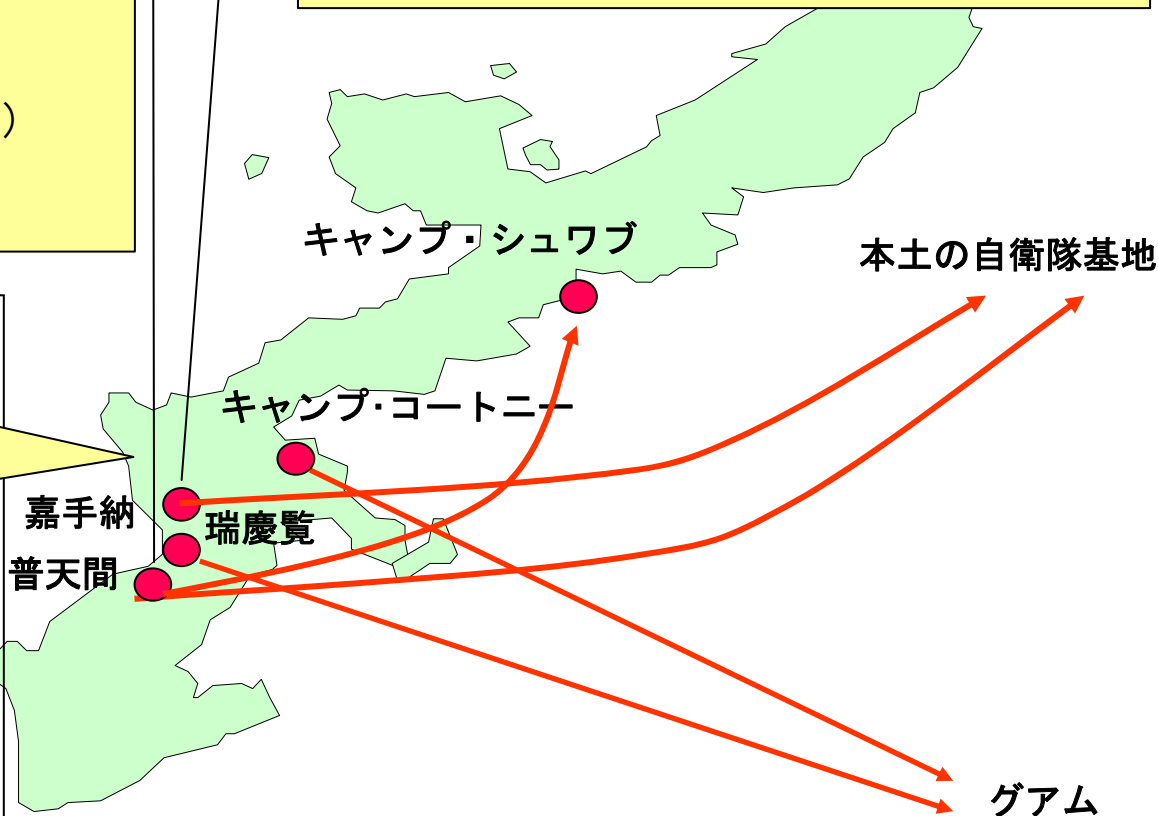 )
キャンプ・シュワブ
本土の自衛隊基地
キャンプ・コートニー
嘉手納
瑞慶覧
普天間
グアム